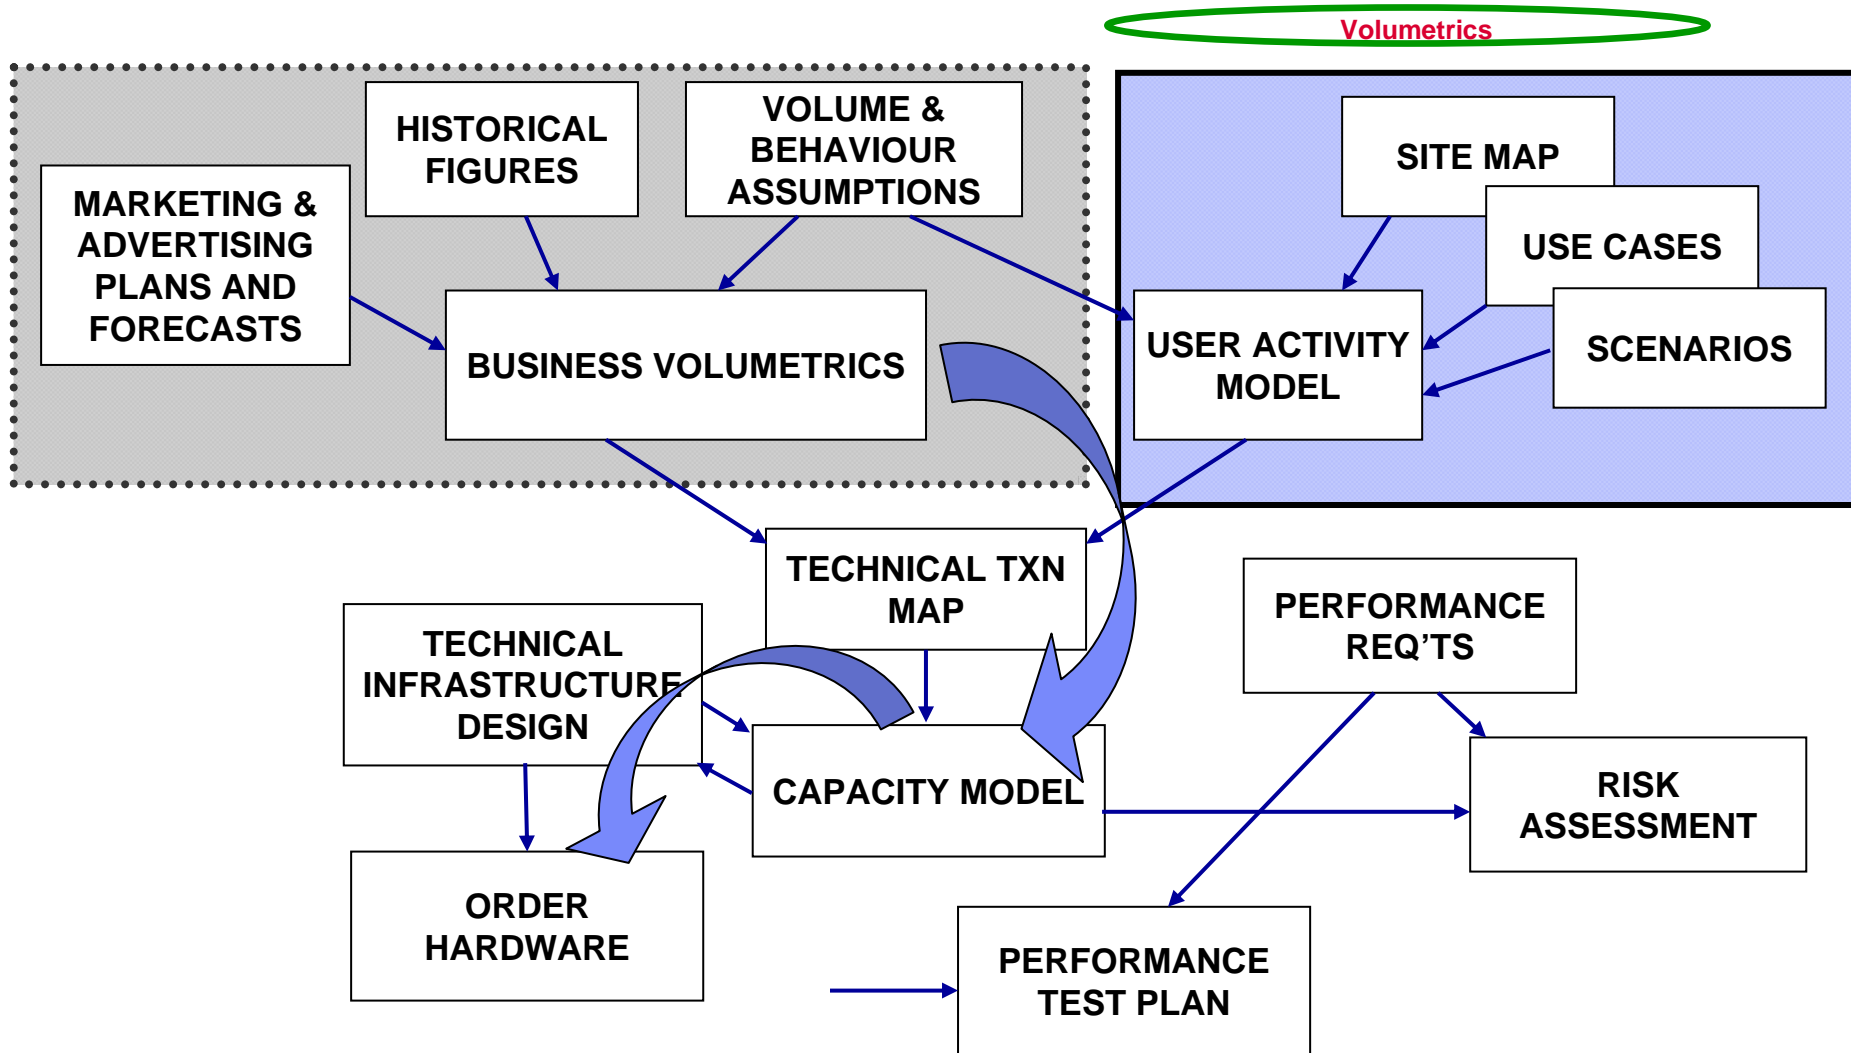 Volumetrics
HISTORICAL
FIGURES
VOLUME &
BEHAVIOUR
ASSUMPTIONS
SITE MAP
MARKETING &
ADVERTISING
PLANS AND
FORECASTS
USE CASES
BUSINESS VOLUMETRICS
USER ACTIVITY
MODEL
SCENARIOS
TECHNICAL TXN
MAP
PERFORMANCE
REQ’TS
TECHNICAL
INFRASTRUCTURE
DESIGN
CAPACITY MODEL
RISK
ASSESSMENT
ORDER
HARDWARE
PERFORMANCE
TEST PLAN